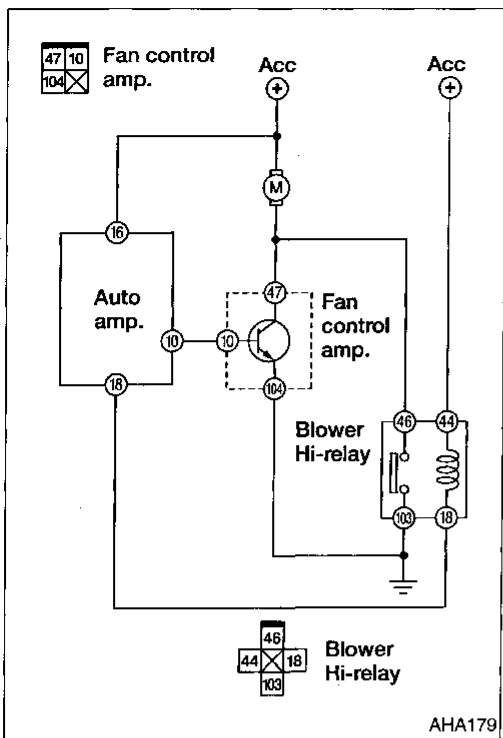 47 10
104
Fan control
amp.
Acc
+
Acc
+
M
16
Auto
amp.
10
18
10
47
104
Fan
control
amp.
Blower
Hi-relay
46
44
103
18
46
44 18
103
Blower
Hi-relay
AHA179